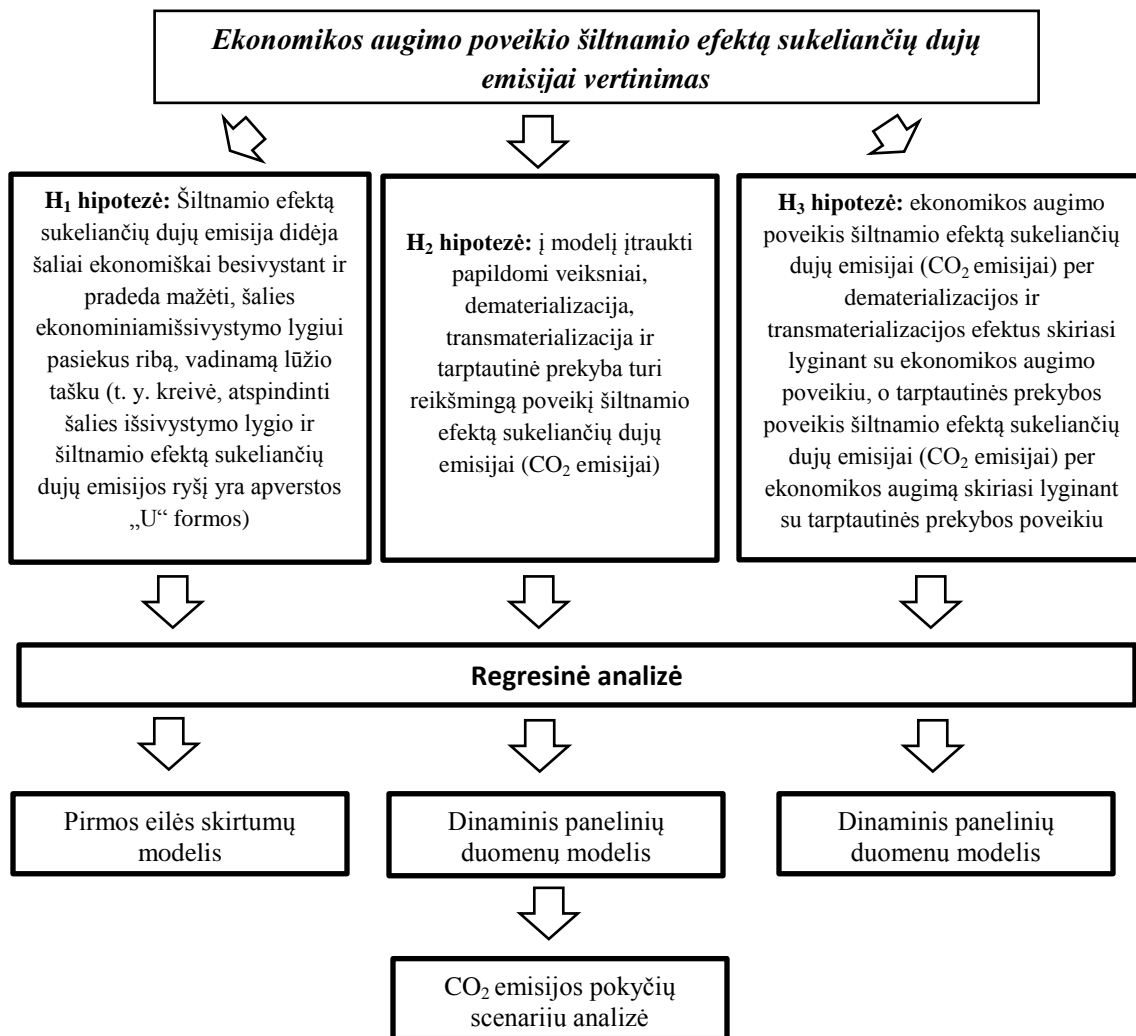 Ekonomikos augimo poveikio šiltnamio efektą sukeliančių dujų
emisijai vertinimas
H₁ hipotezė: Šiltnamio efektą
sukeliančių dujų emisija didėja
šaliai ekonomiškai besivystant ir
pradeda mažėti, šalies
ekonominiamišsivystymo lygiui
pasiekus ribą, vadinamą lūžio
tašku (t. y. kreivė, atspindinti
šalies išsivystymo lygio ir
šiltnamio efektą sukeliančių
dujų emisijos ryšį yra apverstos
„U“ formos)
H₂ hipotezė: į modelį įtraukti
papildomi veiksniai,
dematerializacija,
transmaterializacija ir
tarptautinė prekyba turi
reikšmingą poveikį šiltnamio
efektą sukeliančių dujų
emisijai (CO₂ emisijai)
H₃ hipotezė: ekonomikos augimo
poveikis šiltnamio efektą sukeliančių
dujų emisijai (CO₂ emisijai) per
dematerializacijos ir
transmaterializacijos efektus skiriasi
lyginant su ekonomikos augimo
poveikiu, o tarptautinės prekybos
poveikis šiltnamio efektą sukeliančių
dujų emisijai (CO₂ emisijai) per
ekonomikos augimą skiriasi lyginant
su tarptautinės prekybos poveikiu
Regresinė analizė
Pirmos eilės skirtumų
modelis
Dinaminis panelinių
duomenų modelis
Dinaminis panelinių
duomenų modelis
CO₂ emisijos pokyčių
scenarijų analizė